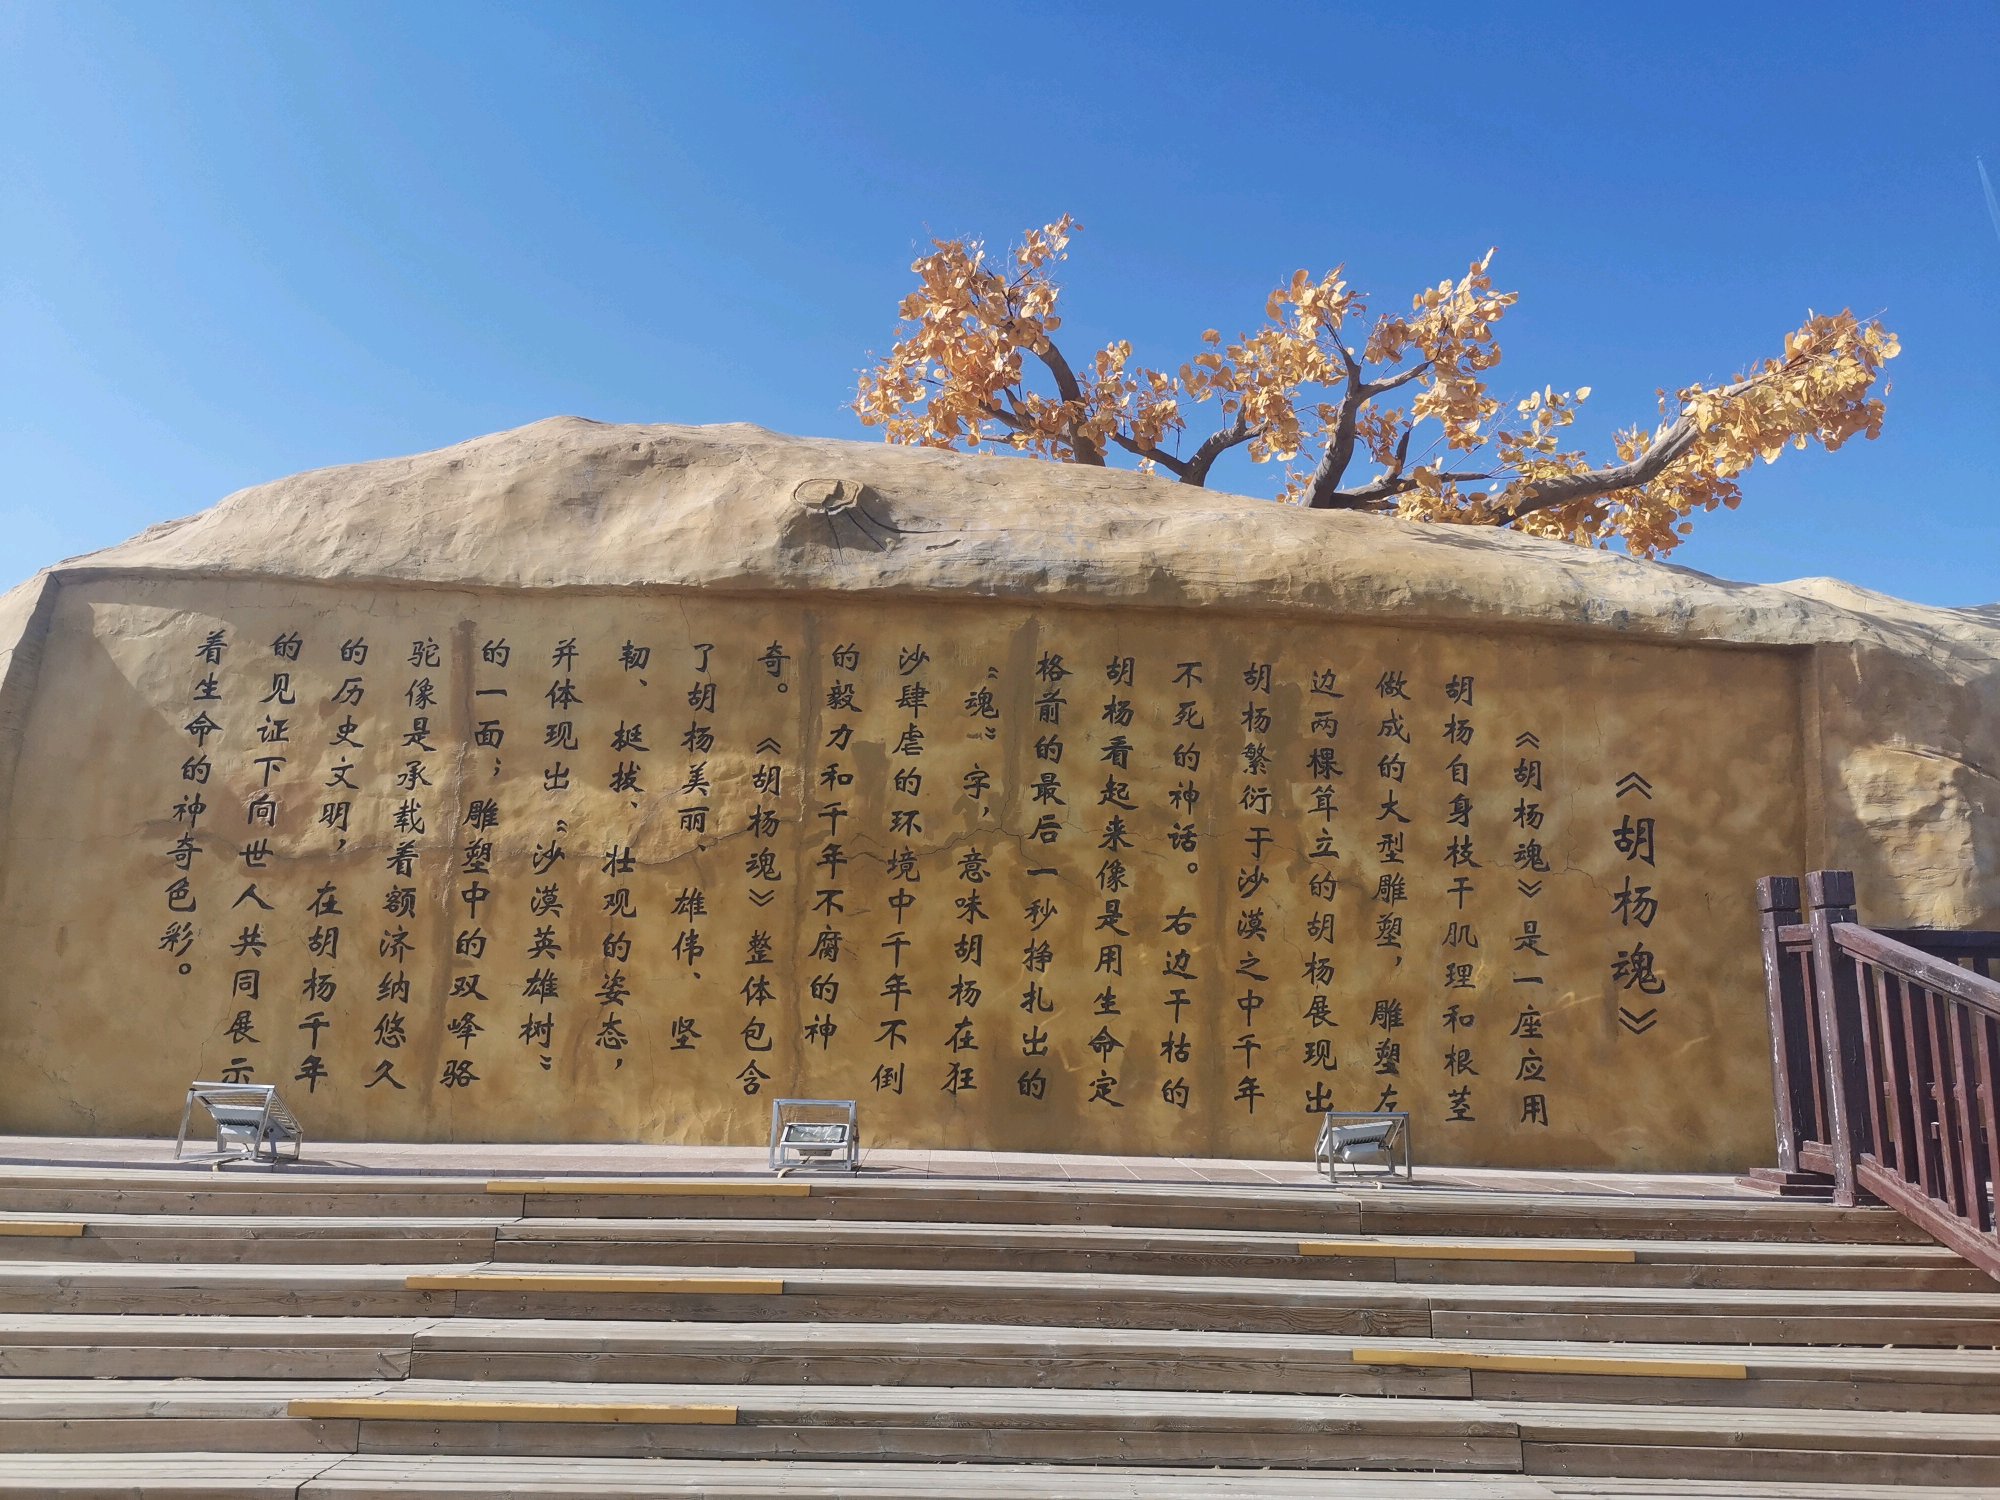 《胡杨魂》
《胡杨魂》是一座应用
胡杨自身枝干肌理和根茎
做成的大型雕塑，雕塑左
边两棵耸立的胡杨展现出
胡杨繁衍于沙漠之中千年
不死的神话。右边干枯的
胡杨看起来像是用生命定
格前的最后一秒挣扎出的
“魂”字，意味胡杨在狂
沙肆虐的环境中千年不倒
的毅力和千年不腐的神
奇。《胡杨魂》整体包含
了胡杨美丽、雄伟、坚
韧、挺拔、壮观的姿态，
并体现出“沙漠英雄树”
的一面；雕塑中的双峰骆
驼像是承载着额济纳悠久
的历史文明，在胡杨千年
的见证下向世人共同展示
着生命的神奇色彩。